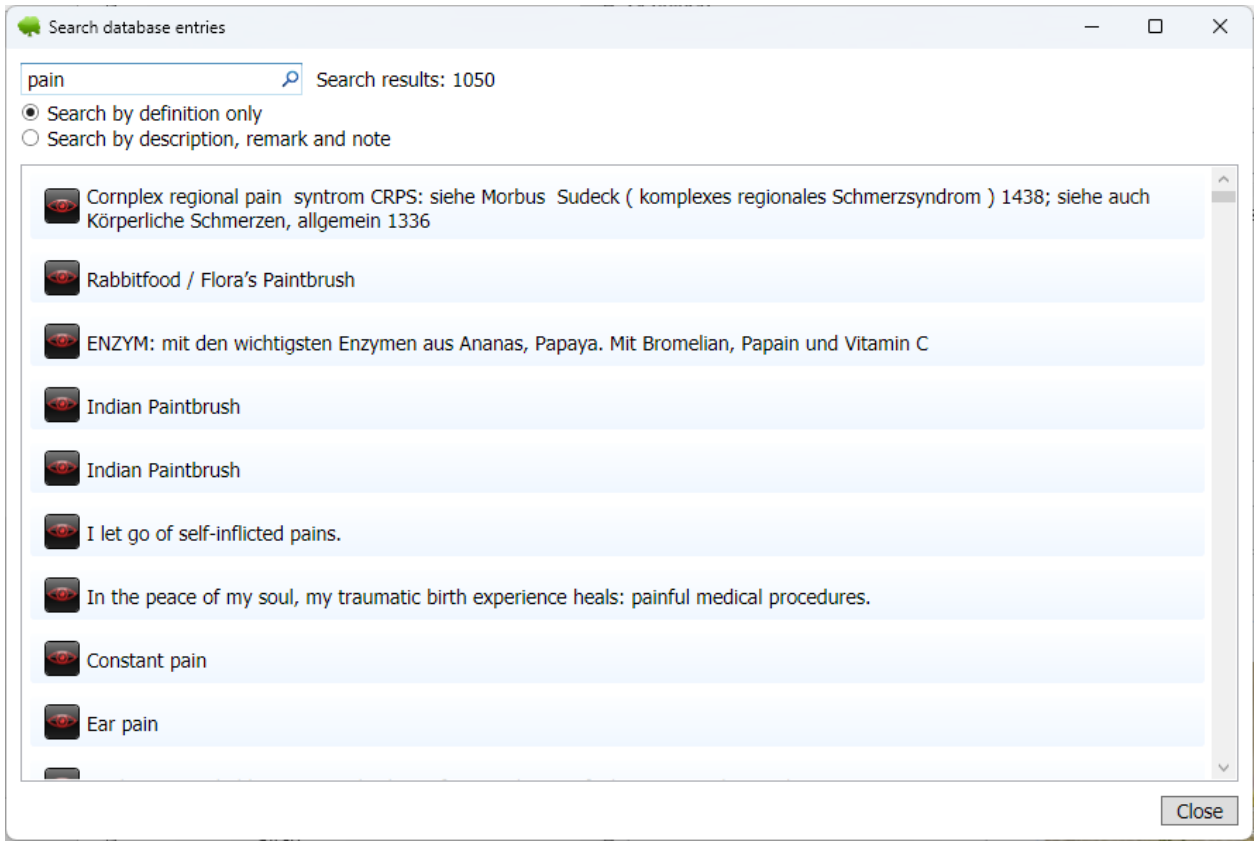 Search database entries
pain
Search results: 1050
Search by definition only
Search by description, remark and note
Cornplex regional pain  syntrom CRPS: siehe Morbus  Sudeck ( komplexes regionales Schmerzsyndrom ) 1438; siehe auch
Körperliche Schmerzen, allgemein 1336
Rabbitfood / Flora’s Paintbrush
ENZYM: mit den wichtigsten Enzymen aus Ananas, Papaya. Mit Bromelian, Papain und Vitamin C
Indian Paintbrush
Indian Paintbrush
I let go of self-inflicted pains.
In the peace of my soul, my traumatic birth experience heals: painful medical procedures.
Constant pain
Ear pain
Close